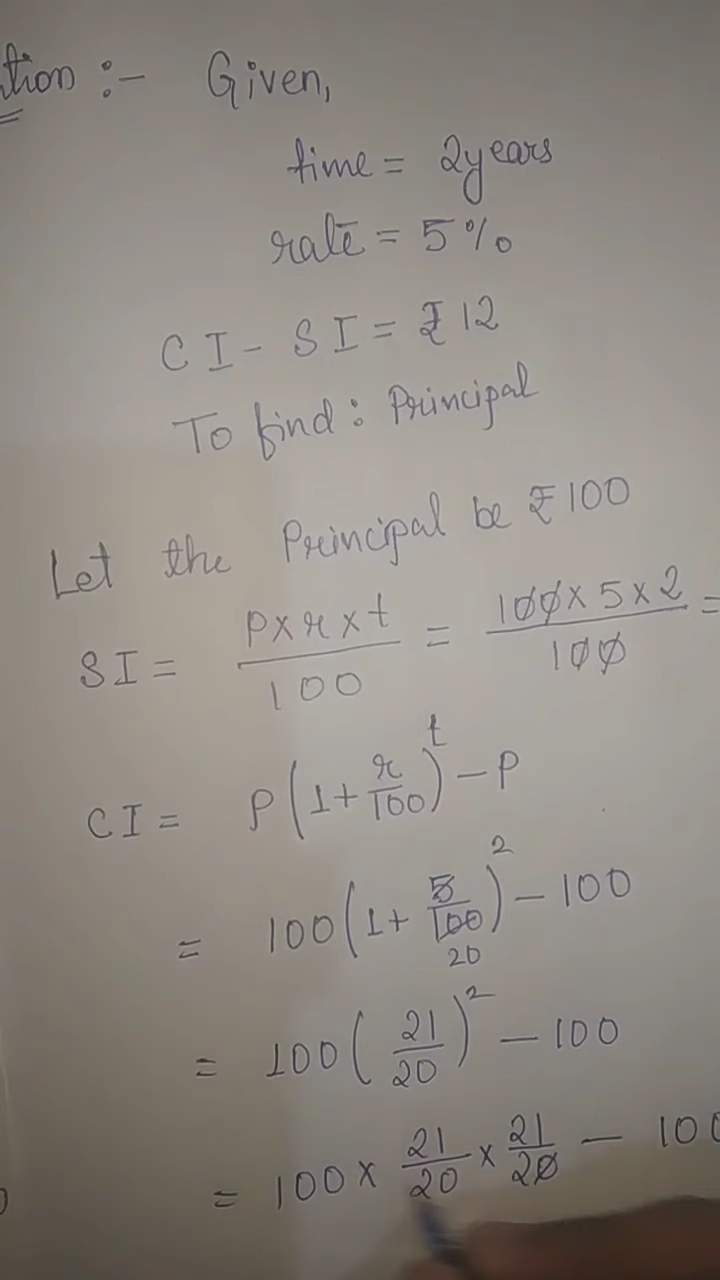 tion :- Given,
time = 2years
rate = 5%
CI - SI = ₹12
To find : Principal
Let the Principal be ₹100
SI = P×r×t/100 = 100×5×2/100 =
CI = P(1+r/100)^t - P
= 100(1+5/100)^2 - 100
20
= 100(21/20)^2 - 100
= 100 × 21/20 × 21/20 - 100